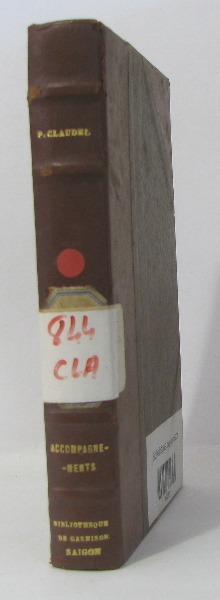 P. CLAUDEL
844
CLA
ACCOMPAGNE-
-MENTS
BIBLIOTHEQUE
DE GARNISON
SAIGON